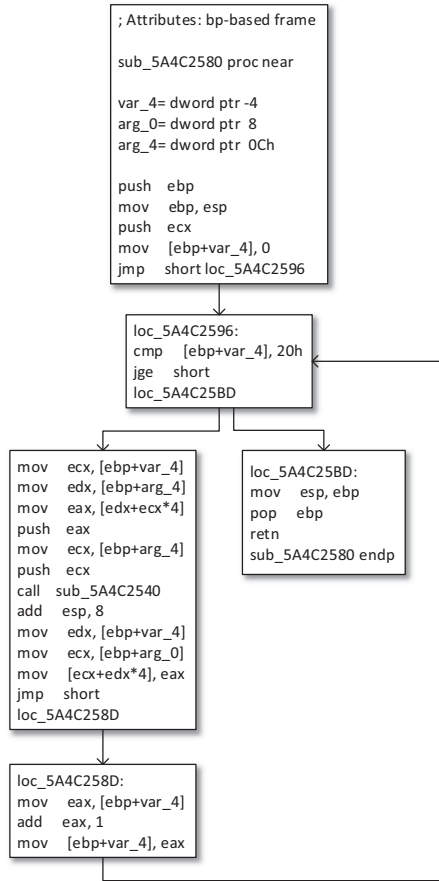 ; Attributes: bp-based frame
sub_5A4C2580 proc near
var_4= dword ptr -4
arg_0= dword ptr 8
arg_4= dword ptr 0Ch
push ebp
mov ebp, esp
push ecx
mov [ebp+var_4], 0
jmp short loc_5A4C2596
loc_5A4C2596:
cmp [ebp+var_4], 20h
jge short
loc_5A4C25BD
mov ecx, [ebp+var_4]
mov edx, [ebp+arg_4]
mov eax, [edx+ecx*4]
push eax
mov ecx, [ebp+arg_4]
push ecx
call sub_5A4C2540
add esp, 8
mov edx, [ebp+var_4]
mov ecx, [ebp+arg_0]
mov [ecx+edx*4], eax
jmp short
loc_5A4C258D
loc_5A4C25BD:
mov esp, ebp
pop ebp
retn
sub_5A4C2580 endp
loc_5A4C258D:
mov eax, [ebp+var_4]
add eax, 1
mov [ebp+var_4], eax